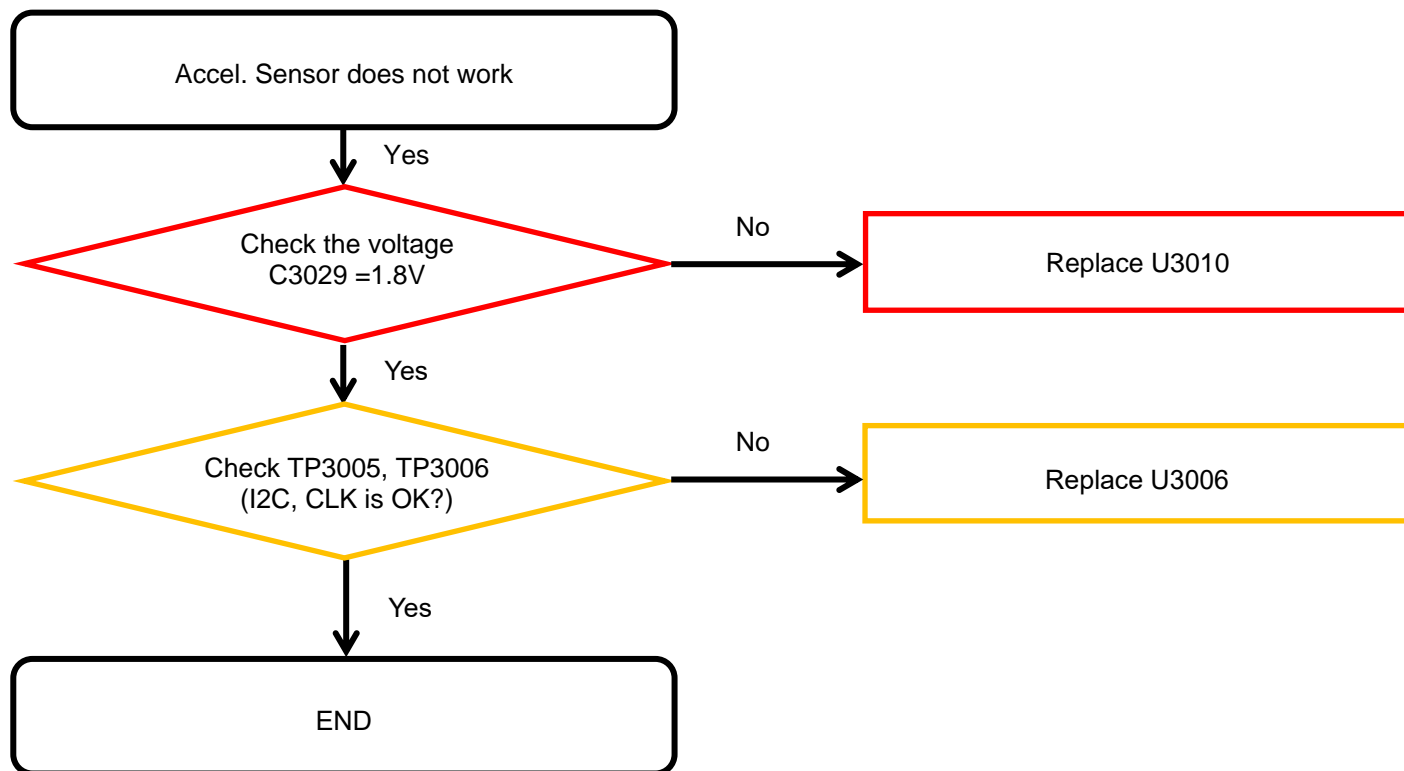 Accel. Sensor does not work
Yes
Check the voltage
C3029 =1.8V
No
Replace U3010
Yes
Check TP3005, TP3006
(I2C, CLK is OK?)
No
Replace U3006
Yes
END